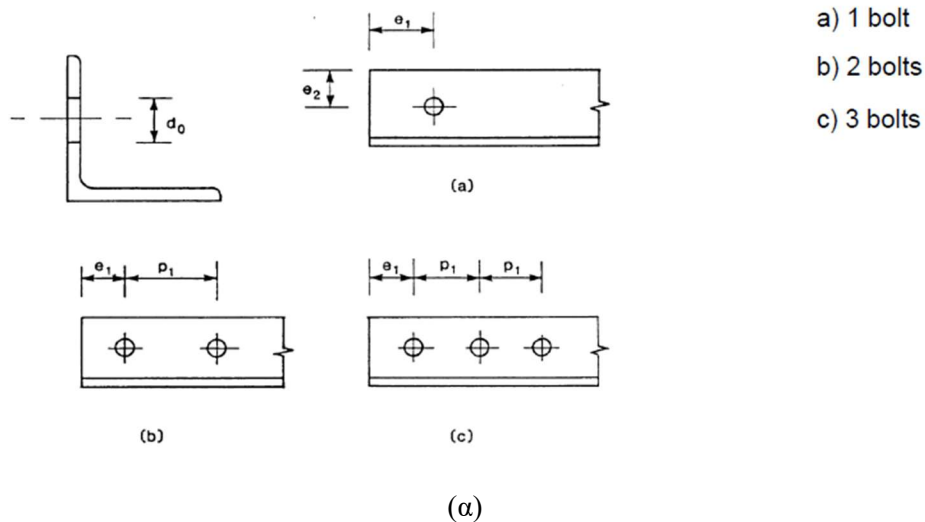 e₁
a) 1 bolt
b) 2 bolts
c) 3 bolts
e₂
d₀
(a)
e₁ p₁
e₁ p₁ p₁
(b)
(c)
(α)